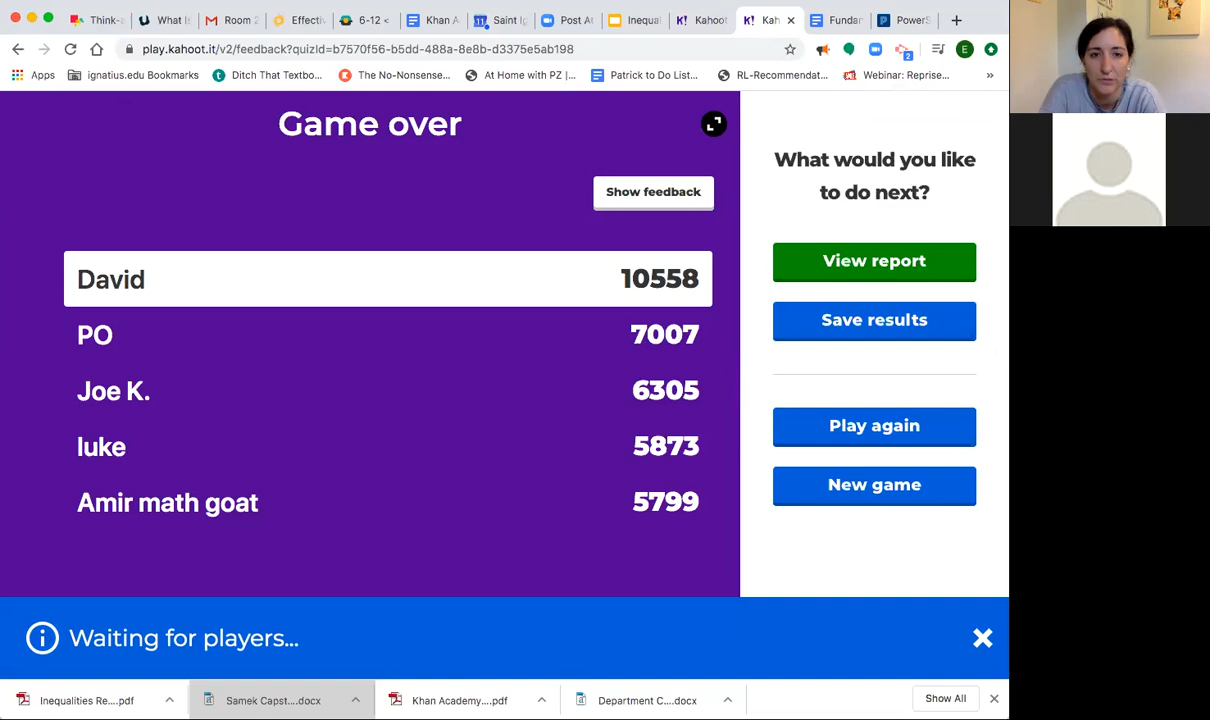 Think-a
What Is
Room 2
Effectiv
6-12 <
Khan A
Saint Ig
Post At
Inequal
Kahoot
Kah
Fundar
PowerS
play.kahoot.it/v2/feedback?quizId=b7570f56-b5dd-488a-8e8b-d3375e5ab198
Apps
ignatius.edu Bookmarks
Ditch That Textbo...
The No-Nonsense...
At Home with PZ |...
Patrick to Do List...
RL-Recommendat...
Webinar: Reprise...
»
Game over
Show feedback
David 10558
PO 7007
Joe K. 6305
luke 5873
Amir math goat 5799
What would you like
to do next?
View report
Save results
Play again
New game
Waiting for players...
Inequalities Re....pdf
Samek Capst....docx
Khan Academy....pdf
Department C....docx
Show All